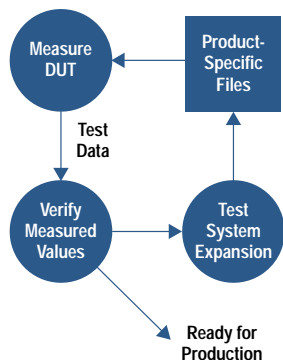 Measure
DUT
Product-
Specific
Files
Test
Data
Verify
Measured
Values
Test
System
Expansion
Ready for
Production